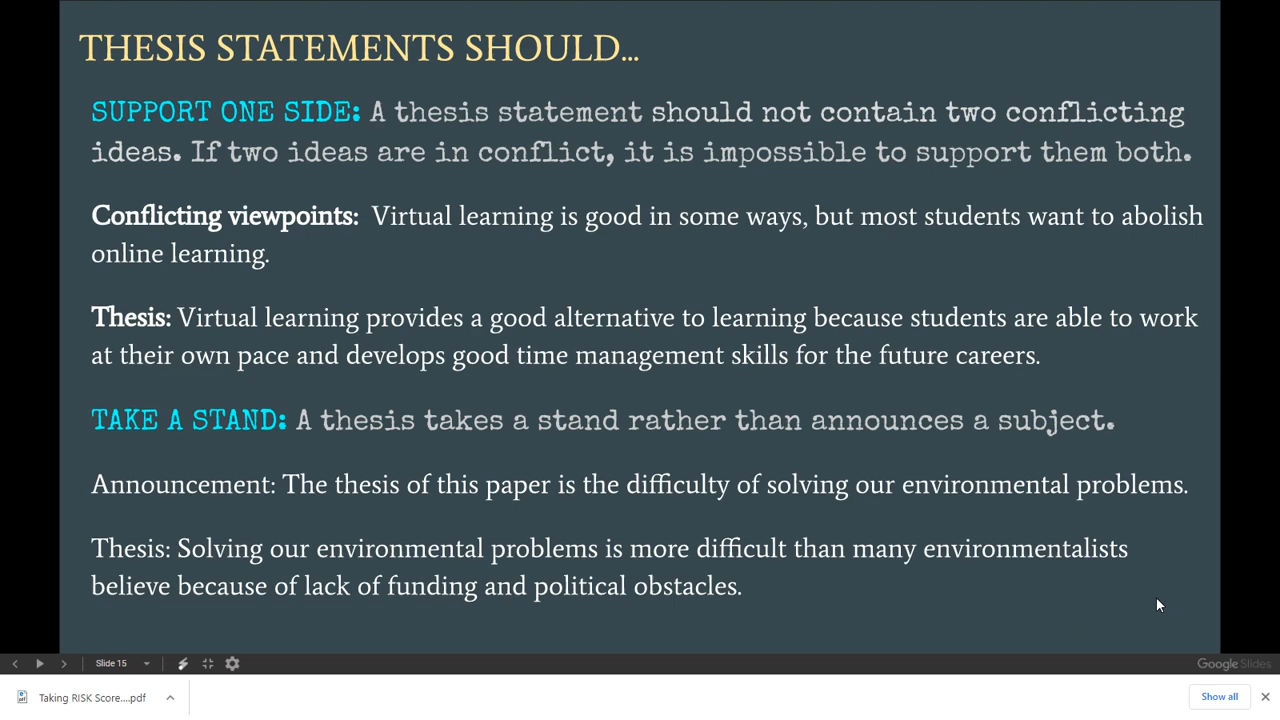 THESIS STATEMENTS SHOULD...
SUPPORT ONE SIDE: A thesis statement should not contain two conflicting
ideas. If two ideas are in conflict, it is impossible to support them both.
Conflicting viewpoints: Virtual learning is good in some ways, but most students want to abolish
online learning.
Thesis: Virtual learning provides a good alternative to learning because students are able to work
at their own pace and develops good time management skills for the future careers.
TAKE A STAND: A thesis takes a stand rather than announces a subject.
Announcement: The thesis of this paper is the difficulty of solving our environmental problems.
Thesis: Solving our environmental problems is more difficult than many environmentalists
believe because of lack of funding and political obstacles.
Slide 15
Google Slides
Taking RISK Score....pdf
Show all